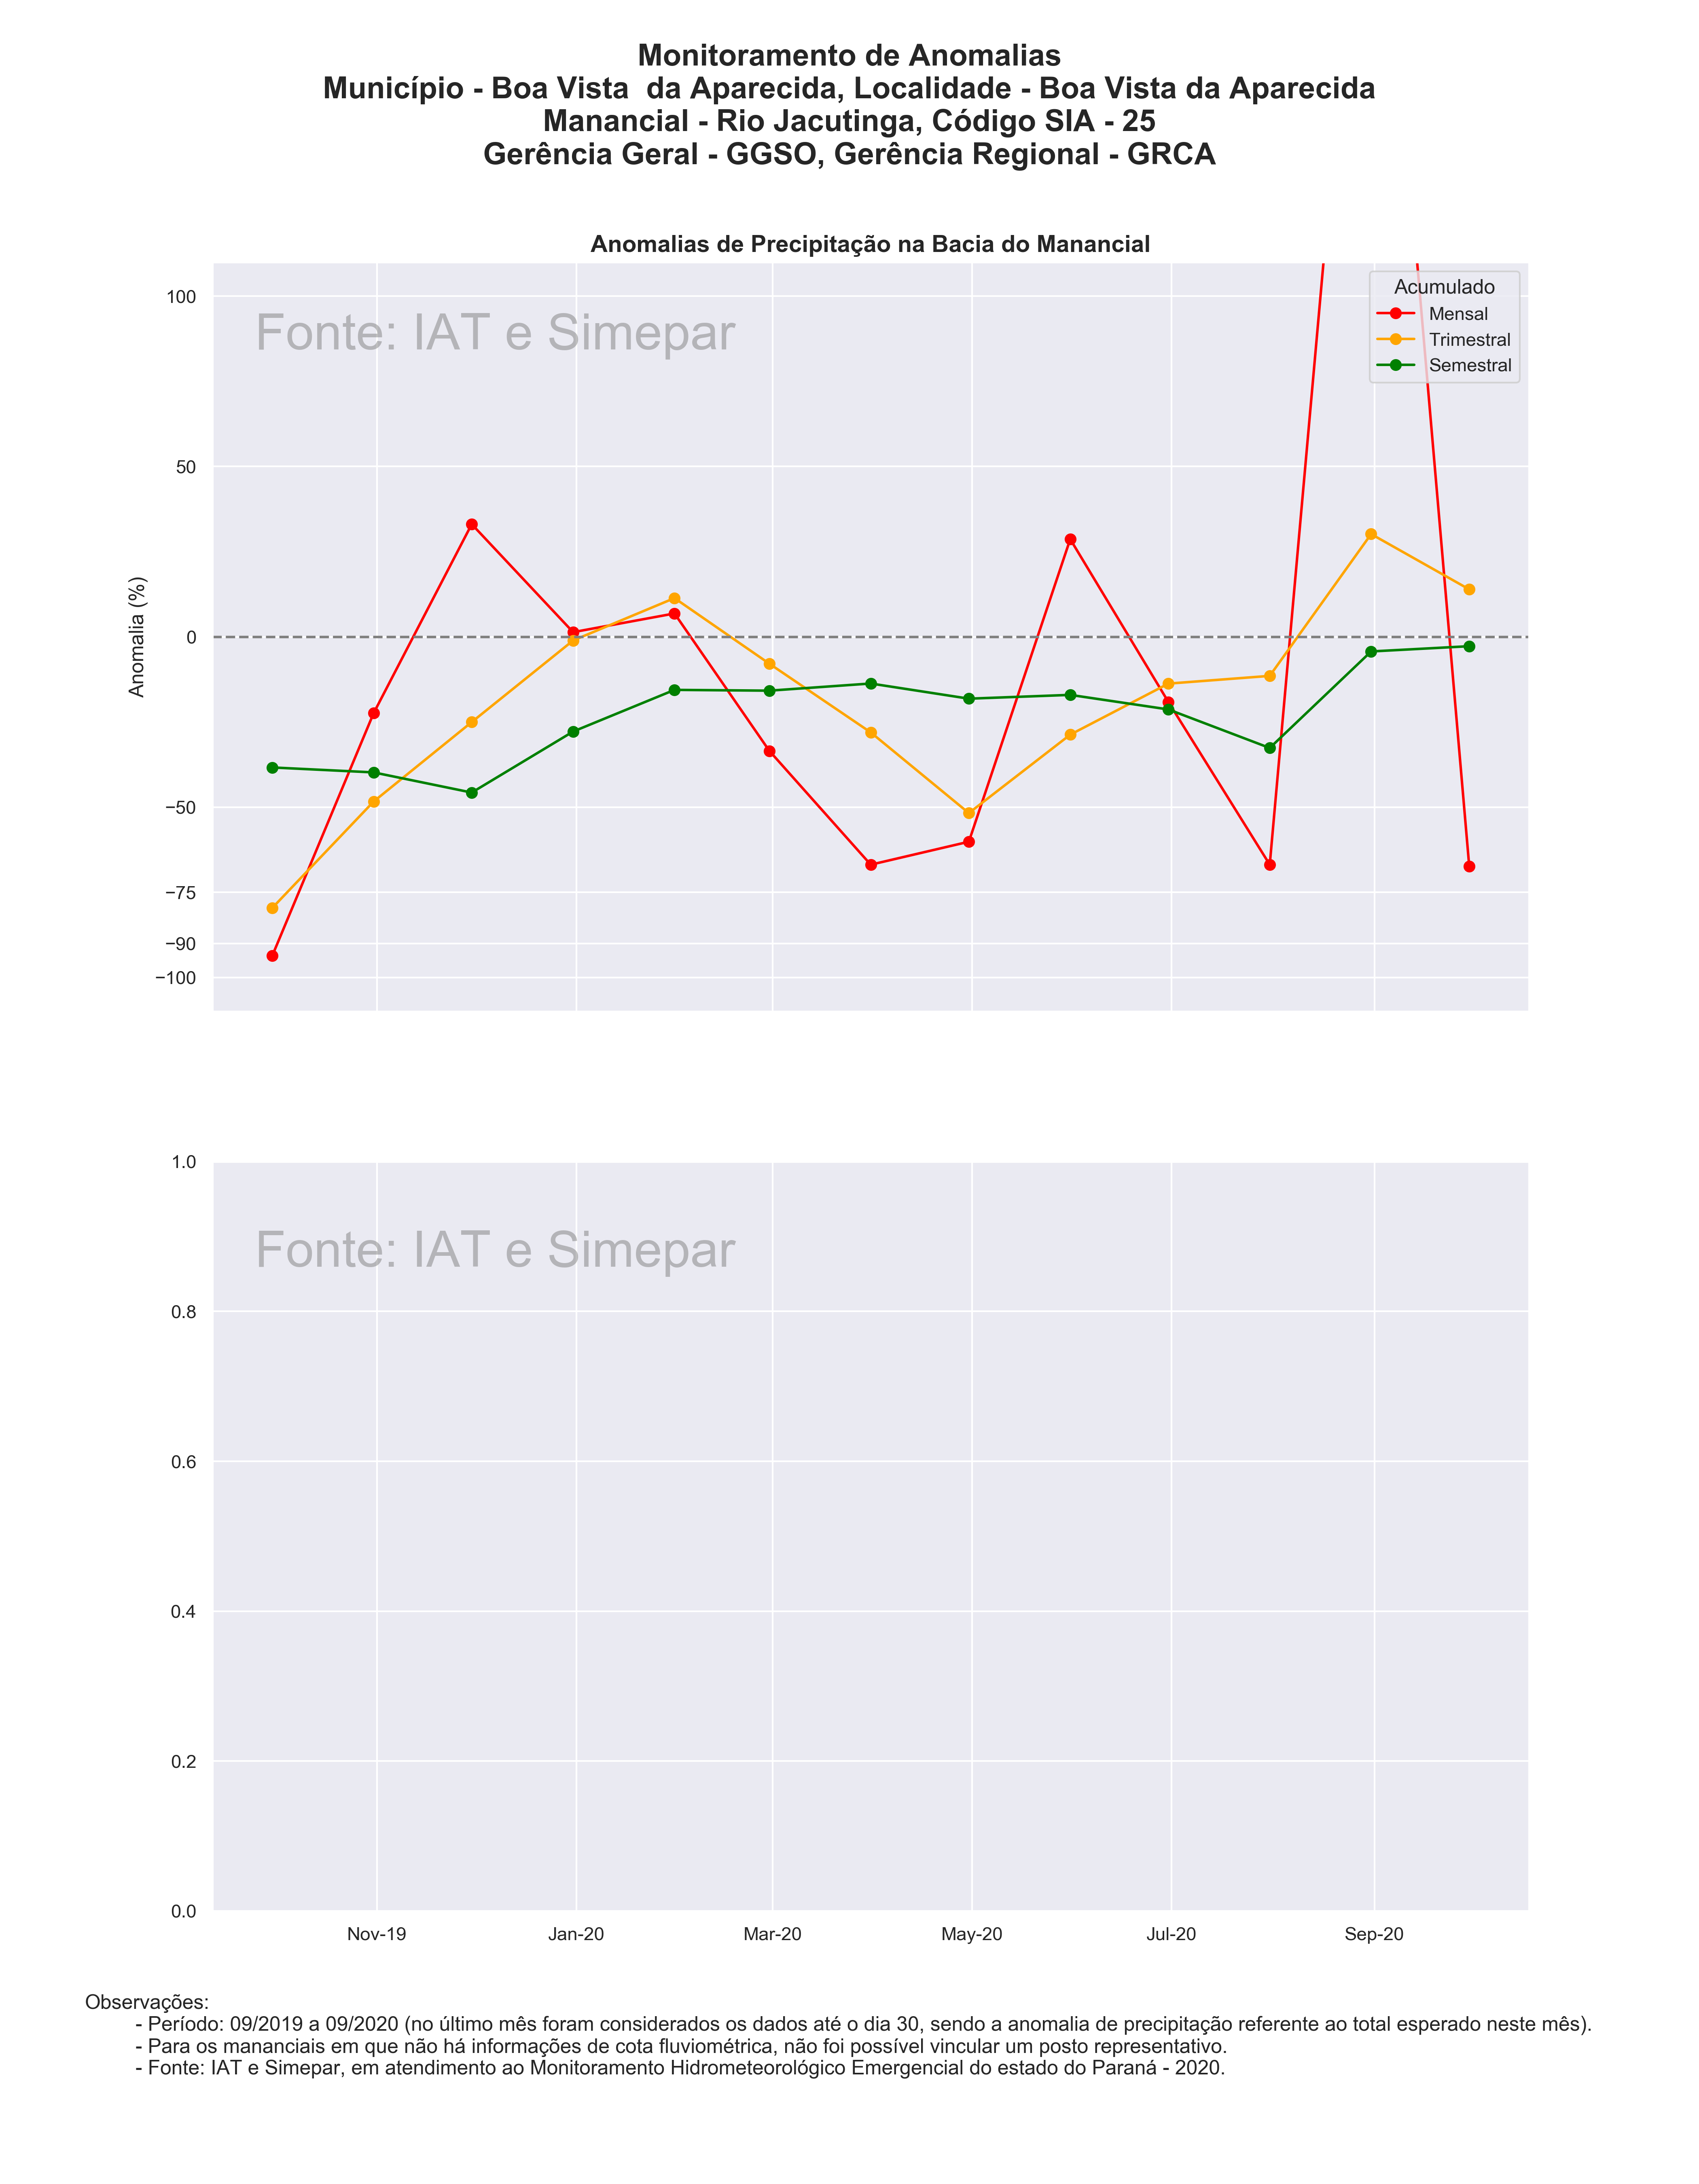 Monitoramento de Anomalias
Município - Boa Vista  da Aparecida, Localidade - Boa Vista da Aparecida
Manancial - Rio Jacutinga, Código SIA - 25
Gerência Geral - GGSO, Gerência Regional - GRCA
Anomalias de Precipitação na Bacia do Manancial
Fonte: IAT e Simepar
Acumulado
Mensal
Trimestral
Semestral
Anomalia (%)
100
50
0
−50
−75
−90
−100
Fonte: IAT e Simepar
1.0
0.8
0.6
0.4
0.2
0.0
Nov-19 Jan-20 Mar-20 May-20 Jul-20 Sep-20
Observações:
- Período: 09/2019 a 09/2020 (no último mês foram considerados os dados até o dia 30, sendo a anomalia de precipitação referente ao total esperado neste mês).
- Para os mananciais em que não há informações de cota fluviométrica, não foi possível vincular um posto representativo.
- Fonte: IAT e Simepar, em atendimento ao Monitoramento Hidrometeorológico Emergencial do estado do Paraná - 2020.